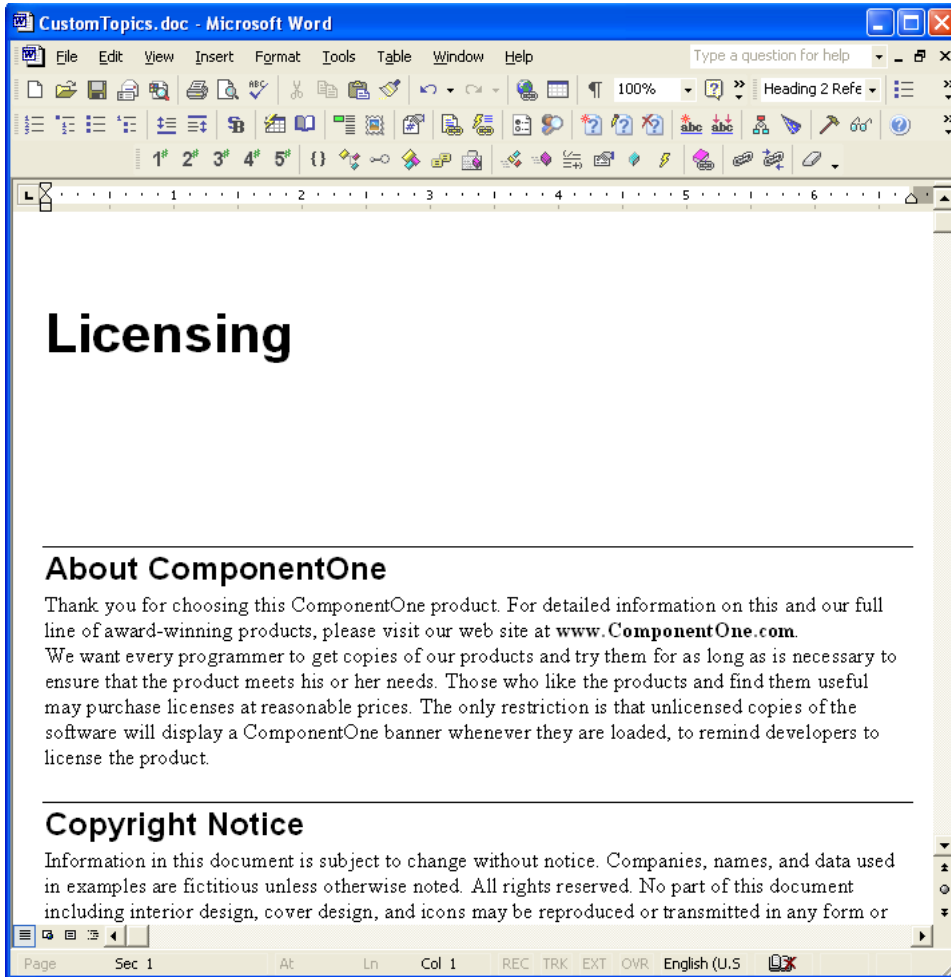 CustomTopics.doc - Microsoft Word
File Edit View Insert Format Tools Table Window Help Type a question for help
100% Heading 2 Refe
1# 2# 3# 4# 5# {}
1 2 3 4 5 6
Licensing
About ComponentOne
Thank you for choosing this ComponentOne product. For detailed information on this and our full
line of award-winning products, please visit our web site at www.ComponentOne.com.
We want every programmer to get copies of our products and try them for as long as is necessary to
ensure that the product meets his or her needs. Those who like the products and find them useful
may purchase licenses at reasonable prices. The only restriction is that unlicensed copies of the
software will display a ComponentOne banner whenever they are loaded, to remind developers to
license the product.
Copyright Notice
Information in this document is subject to change without notice. Companies, names, and data used
in examples are fictitious unless otherwise noted. All rights reserved. No part of this document
including interior design, cover design, and icons may be reproduced or transmitted in any form or
Page Sec 1 At Ln Col 1 REC TRK EXT OVR English (U.S